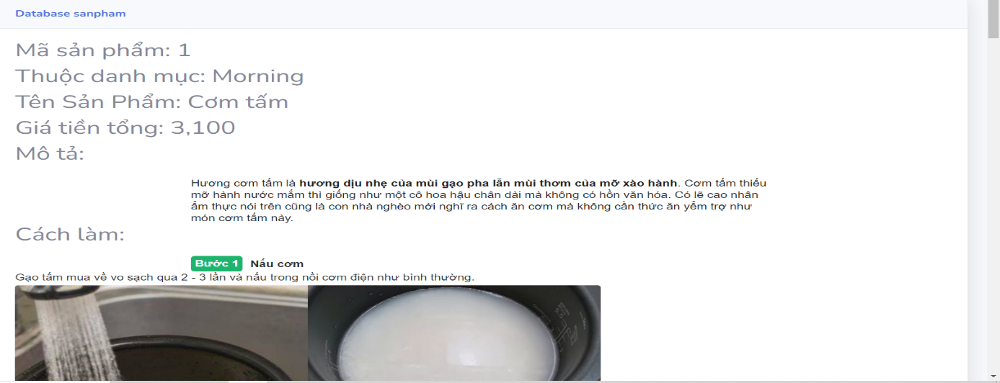 Database sanpham
Mã sản phẩm: 1
Thuộc danh mục: Morning
Tên Sản Phẩm: Cơm tấm
Giá tiền tổng: 3,100
Mô tả:
Hương cơm tấm là hương dịu nhẹ của mùi gạo pha lẫn mùi thơm của mỡ xào hành. Cơm tấm thiếu
mỡ hành nước mắm thì giống như một cô hoa hậu chân dài mà không có hồn văn hóa. Có lẽ cao nhân
ẩm thực nói trên cũng là con nhà nghèo mới nghĩ ra cách ăn cơm mà không cần thức ăn yểm trợ như
món cơm tấm này.
Cách làm:
Bước 1 Nấu cơm
Gạo tấm mua về vo sạch qua 2 - 3 lần và nấu trong nồi cơm điện như bình thường.